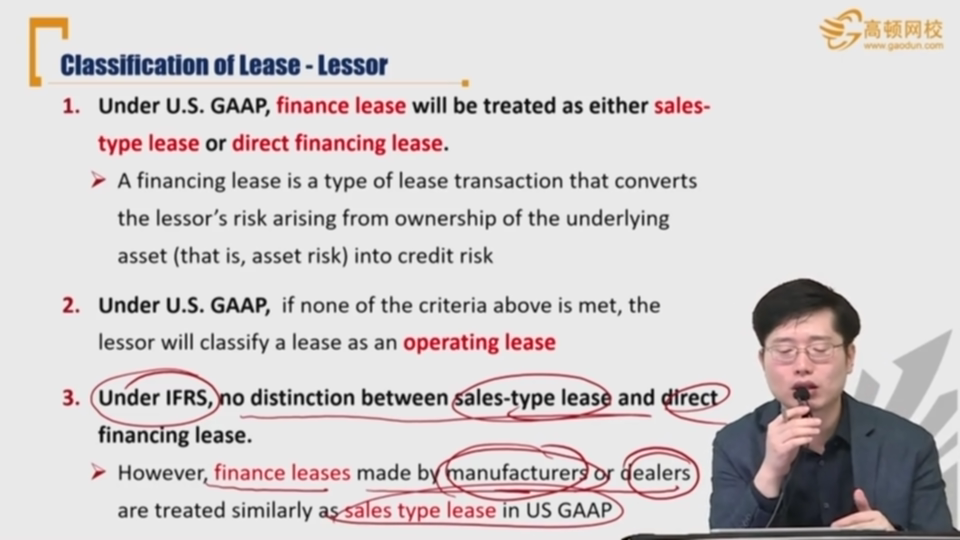 高顿网校
www.gaodun.com
Classification of Lease - Lessor
1. Under U.S. GAAP, finance lease will be treated as either sales-
type lease or direct financing lease.
A financing lease is a type of lease transaction that converts
the lessor's risk arising from ownership of the underlying
asset (that is, asset risk) into credit risk
2. Under U.S. GAAP, if none of the criteria above is met, the
lessor will classify a lease as an operating lease
3. Under IFRS, no distinction between sales-type lease and direct
financing lease.
However, finance leases made by manufacturers or dealers
are treated similarly as sales type lease in US GAAP